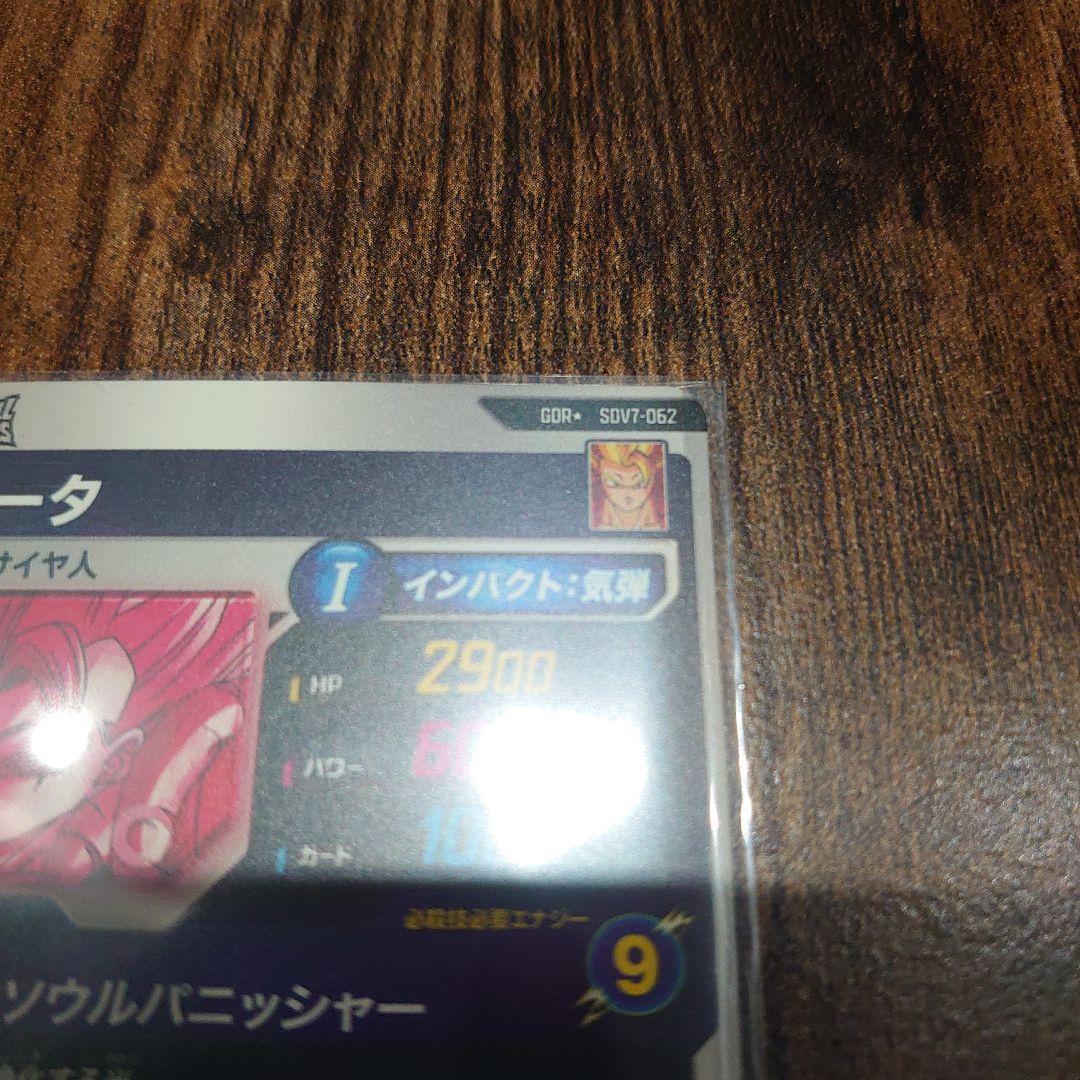 GDR★ SDV7-062
ータ
サイヤ人
I インパクト：気弾
HP 2900
パワー
ガード
必殺技必要エナジー
9
ソウルパニッシャー